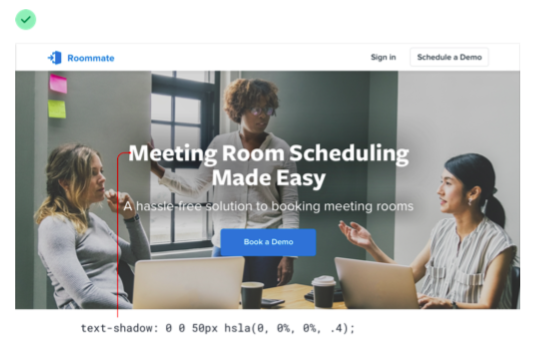 Roommate
Sign in
Schedule a Demo
Meeting Room Scheduling
Made Easy
A hassle-free solution to booking meeting rooms
Book a Demo
text-shadow: 0 0 50px hsla(0, 0%, 0%, .4);